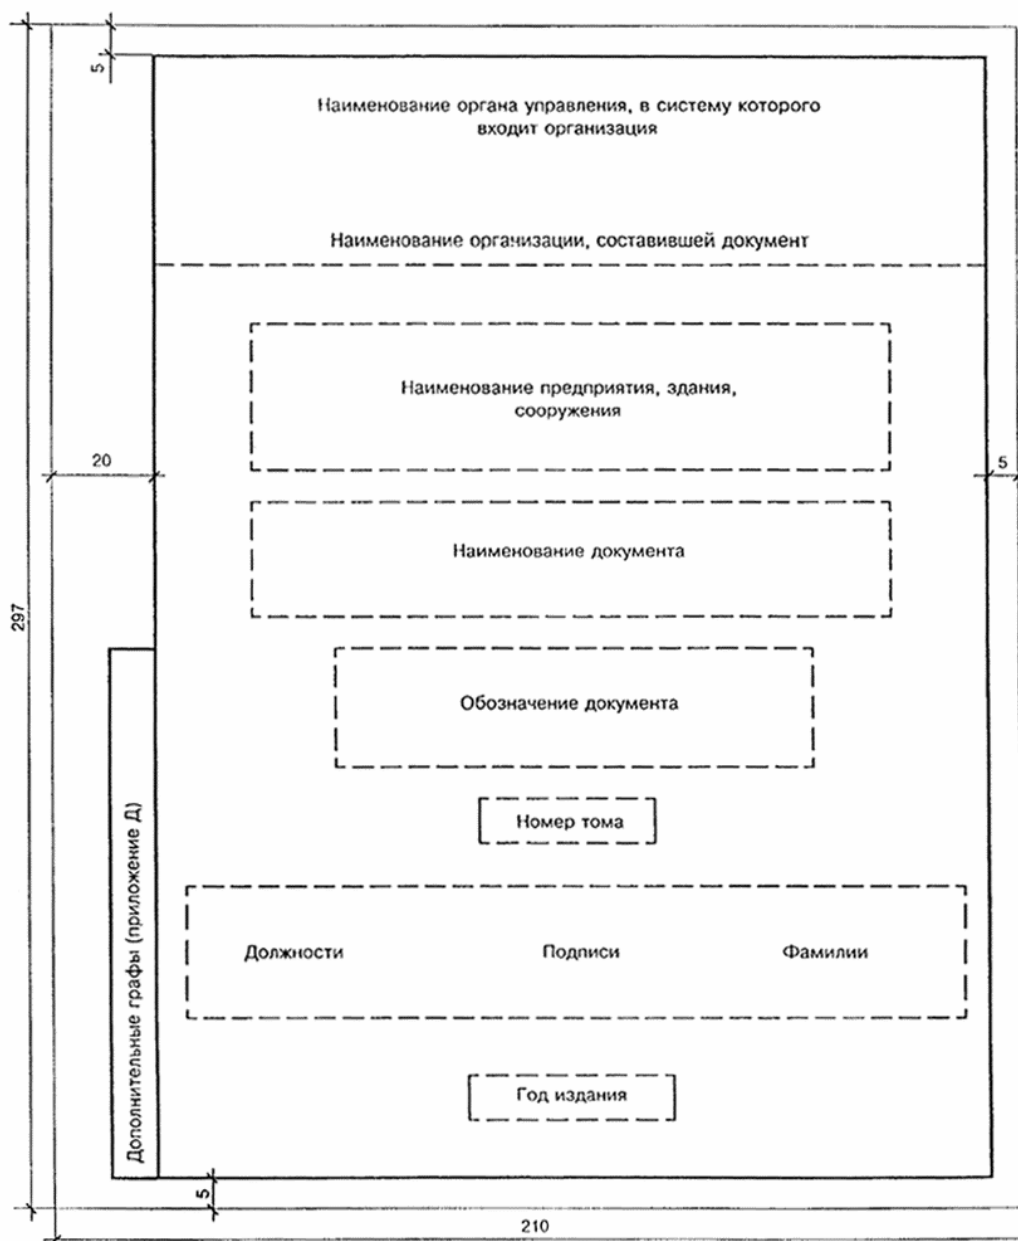 5
Наименование органа управления, в систему которого
входит организация
Наименование организации, составившей документ
Наименование предприятия, здания,
сооружения
20
5
Наименование документа
297
Обозначение документа
Номер тома
Дополнительные графы (приложение Д)
Должности Подписи Фамилии
Год издания
5
210